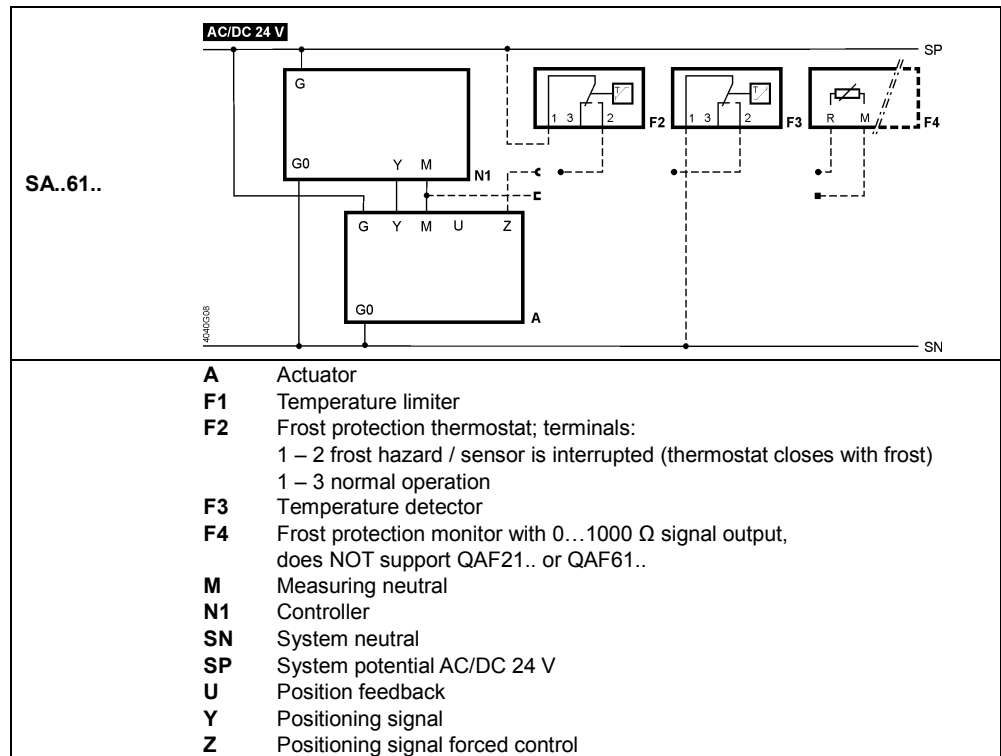 AC/DC 24 V
SP
G
1 3 2
F2
1 3 2
F3
R M
F4
SA..61..
G0 Y M
N1
G Y M U Z
G0
A
4040G08
SN
A Actuator
F1 Temperature limiter
F2 Frost protection thermostat; terminals:
1 – 2 frost hazard / sensor is interrupted (thermostat closes with frost)
1 – 3 normal operation
F3 Temperature detector
F4 Frost protection monitor with 0…1000 Ω signal output,
does NOT support QAF21.. or QAF61..
M Measuring neutral
N1 Controller
SN System neutral
SP System potential AC/DC 24 V
U Position feedback
Y Positioning signal
Z Positioning signal forced control